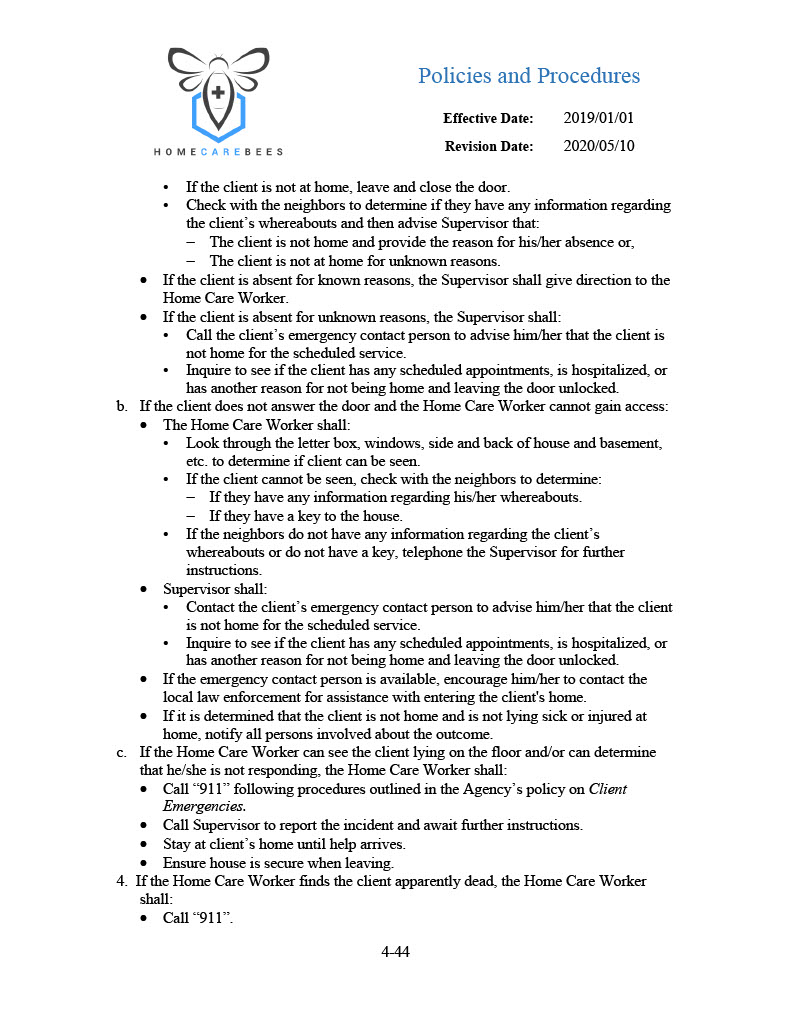 Policies and Procedures
Effective Date: 2019/01/01
Revision Date: 2020/05/10
HOMECAREBEES
• If the client is not at home, leave and close the door.
• Check with the neighbors to determine if they have any information regarding
the client’s whereabouts and then advise Supervisor that:
– The client is not home and provide the reason for his/her absence or,
– The client is not at home for unknown reasons.
• If the client is absent for known reasons, the Supervisor shall give direction to the
Home Care Worker.
• If the client is absent for unknown reasons, the Supervisor shall:
• Call the client’s emergency contact person to advise him/her that the client is
not home for the scheduled service.
• Inquire to see if the client has any scheduled appointments, is hospitalized, or
has another reason for not being home and leaving the door unlocked.
b. If the client does not answer the door and the Home Care Worker cannot gain access:
• The Home Care Worker shall:
• Look through the letter box, windows, side and back of house and basement,
etc. to determine if client can be seen.
• If the client cannot be seen, check with the neighbors to determine:
– If they have any information regarding his/her whereabouts.
– If they have a key to the house.
• If the neighbors do not have any information regarding the client’s
whereabouts or do not have a key, telephone the Supervisor for further
instructions.
• Supervisor shall:
• Contact the client’s emergency contact person to advise him/her that the client
is not home for the scheduled service.
• Inquire to see if the client has any scheduled appointments, is hospitalized, or
has another reason for not being home and leaving the door unlocked.
• If the emergency contact person is available, encourage him/her to contact the
local law enforcement for assistance with entering the client's home.
• If it is determined that the client is not home and is not lying sick or injured at
home, notify all persons involved about the outcome.
c. If the Home Care Worker can see the client lying on the floor and/or can determine
that he/she is not responding, the Home Care Worker shall:
• Call “911” following procedures outlined in the Agency’s policy on Client
Emergencies.
• Call Supervisor to report the incident and await further instructions.
• Stay at client’s home until help arrives.
• Ensure house is secure when leaving.
4. If the Home Care Worker finds the client apparently dead, the Home Care Worker
shall:
• Call “911”.
4-44